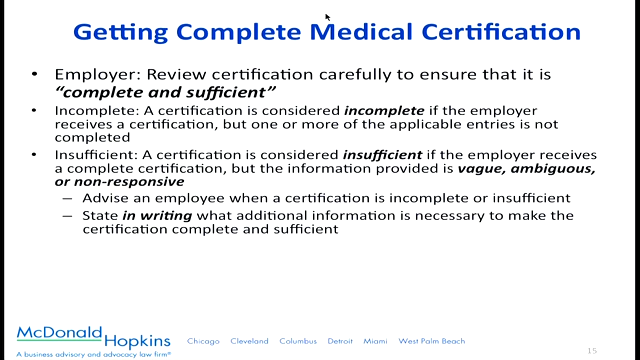 Getting Complete Medical Certification
• Employer: Review certification carefully to ensure that it is
“complete and sufficient”
• Incomplete: A certification is considered incomplete if the employer
receives a certification, but one or more of the applicable entries is not
completed
• Insufficient: A certification is considered insufficient if the employer receives
a complete certification, but the information provided is vague, ambiguous,
or non-responsive
– Advise an employee when a certification is incomplete or insufficient
– State in writing what additional information is necessary to make the
certification complete and sufficient
McDonald
Hopkins
A business advisory and advocacy law firm®
Chicago Cleveland Columbus Detroit Miami West Palm Beach
15